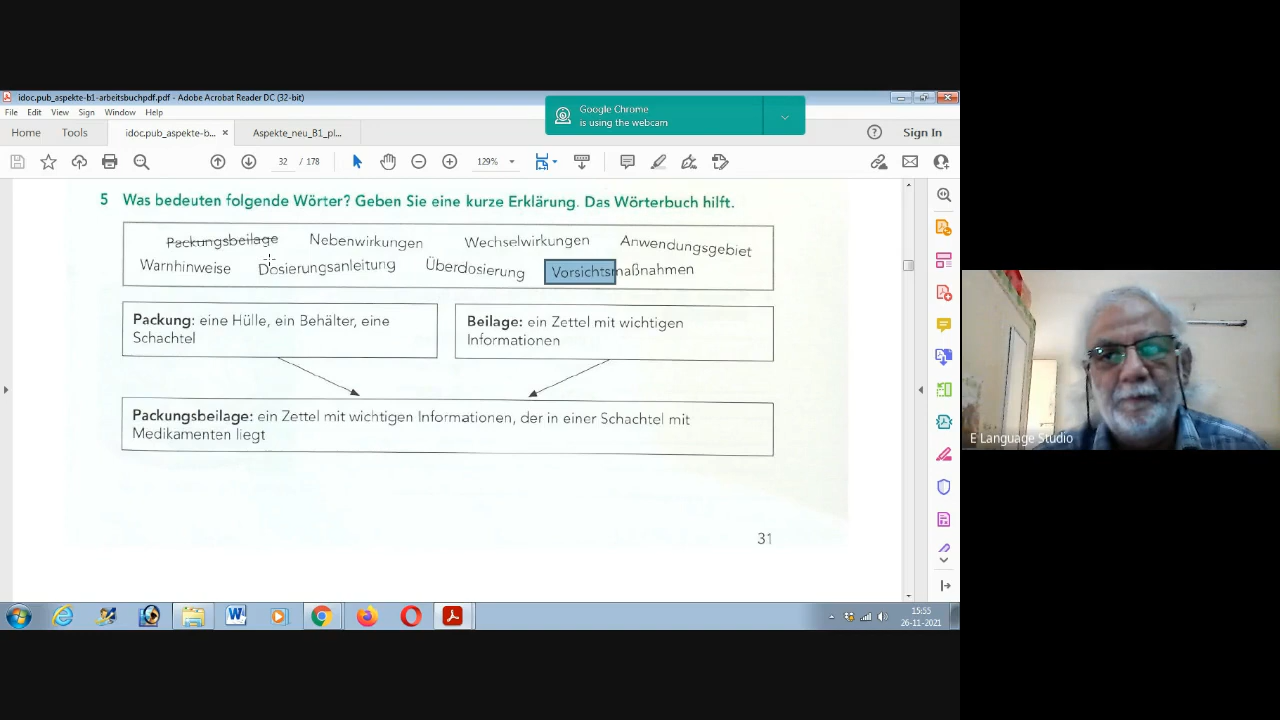 idoc.pub_aspekte-b1-arbeitsbuchpdf.pdf - Adobe Acrobat Reader DC (32-bit)
File Edit View Sign Window Help
Google Chrome
is using the webcam
Home Tools idoc.pub_aspekte-b... × Aspekte_neu_B1_pl... Sign In
32 / 178 129%
5 Was bedeuten folgende Wörter? Geben Sie eine kurze Erklärung. Das Wörterbuch hilft.
Packungsbeilage Nebenwirkungen Wechselwirkungen Anwendungsgebiet
Warnhinweise Dosierungsanleitung Überdosierung Vorsichtsmaßnahmen
Packung: eine Hülle, ein Behälter, eine
Schachtel
Beilage: ein Zettel mit wichtigen
Informationen
Packungsbeilage: ein Zettel mit wichtigen Informationen, der in einer Schachtel mit
Medikamenten liegt
31
E Language Studio
15:55
26-11-2021